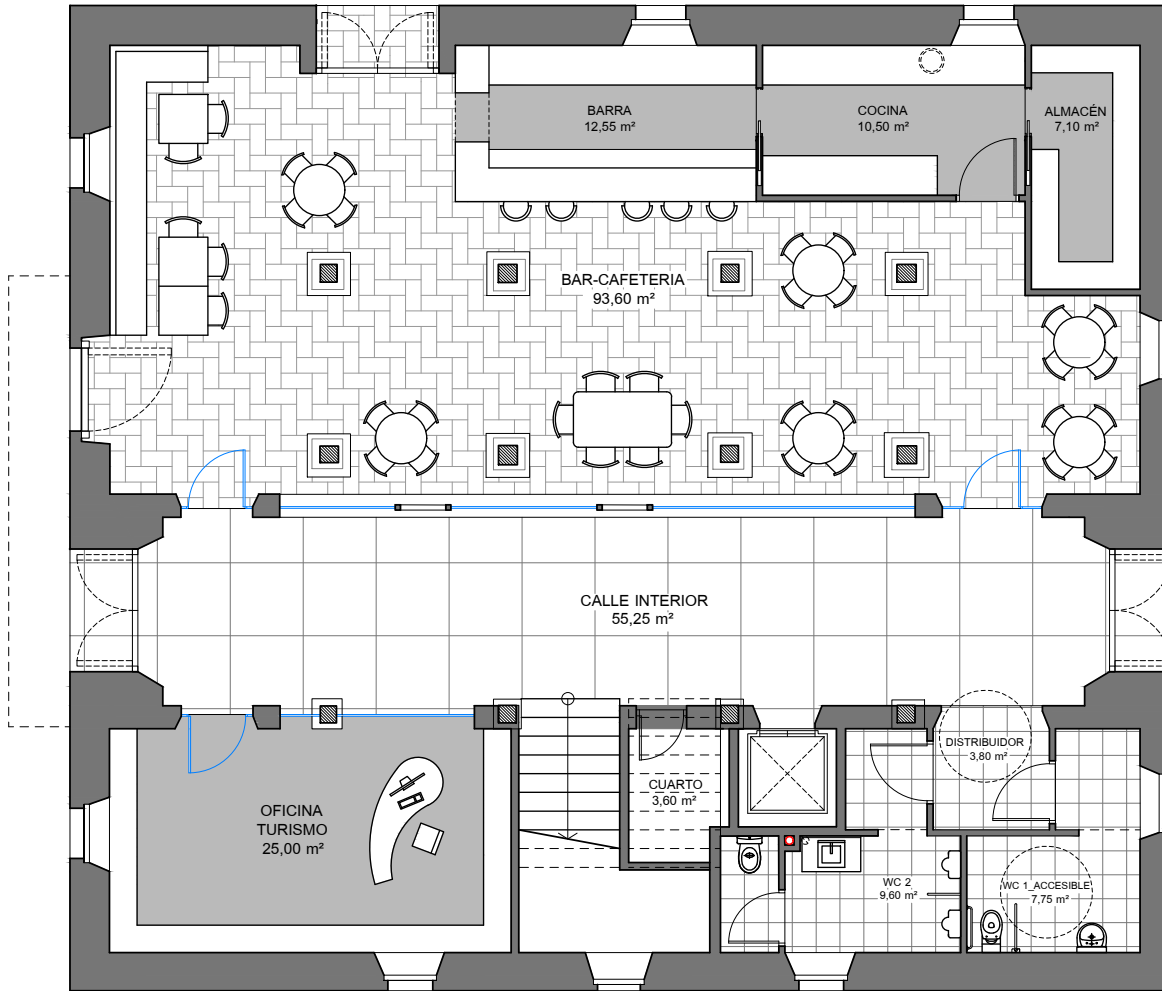 BARRA
12,55 m²
COCINA
10,50 m²
ALMACÉN
7,10 m²
BAR-CAFETERIA
93,60 m²
CALLE INTERIOR
55,25 m²
DISTRIBUIDOR
3,80 m²
CUARTO
3,60 m²
OFICINA
TURISMO
25,00 m²
WC 2
9,60 m²
WC 1_ACCESIBLE
7,75 m²